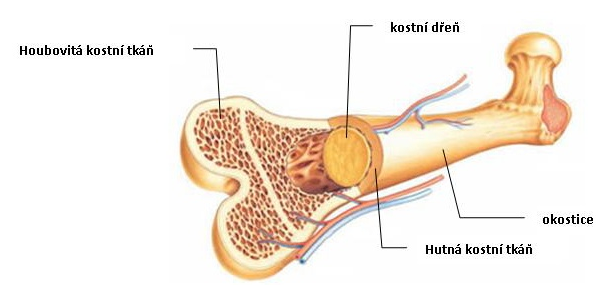 kostní dřeň
Houbovitá kostní tkáň
okostice
Hutná kostní tkáň